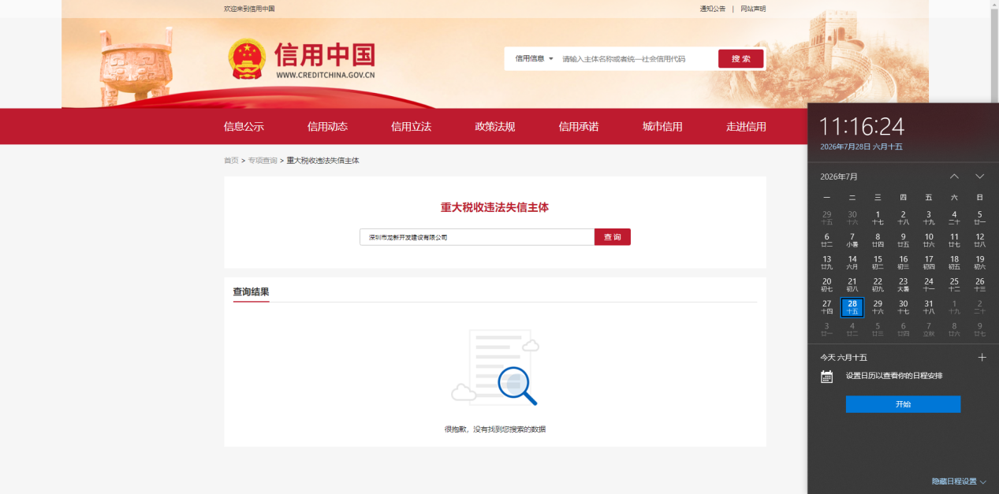 欢迎来到信用中国
通知公告 | 网站声明
信用中国
WWW.CREDITCHINA.GOV.CN
信用信息 请输入主体名称或者统一社会信用代码 搜索
信息公示 信用动态 信用立法 政策法规 信用承诺 城市信用 走进信用
首页 > 专项查询 > 重大税收违法失信主体
重大税收违法失信主体
深圳市龙新开发建设有限公司 查询
查询结果
很抱歉，没有找到您搜索的数据
11:16:24
2026年7月28日 六月十五
2026年7月
一 二 三 四 五 六 日
29 30 1 2 3 4 5
十五 十六 十七 十八 十九 二十 廿一
6 7 8 9 10 11 12
廿二 小暑 廿四 廿五 廿六 廿七 廿八
13 14 15 16 17 18 19
廿九 六月 初二 初三 初四 初五 初六
20 21 22 23 24 25 26
初七 初八 初九 大暑 十一 十二 十三
27 28 29 30 31 1 2
十四 十五 十六 十七 十八 十九 二十
3 4 5 6 7 8 9
廿一 廿二 廿三 廿四 立秋 廿六 廿七
今天 六月十五
设置日历以查看你的日程安排
开始
隐藏日程设置